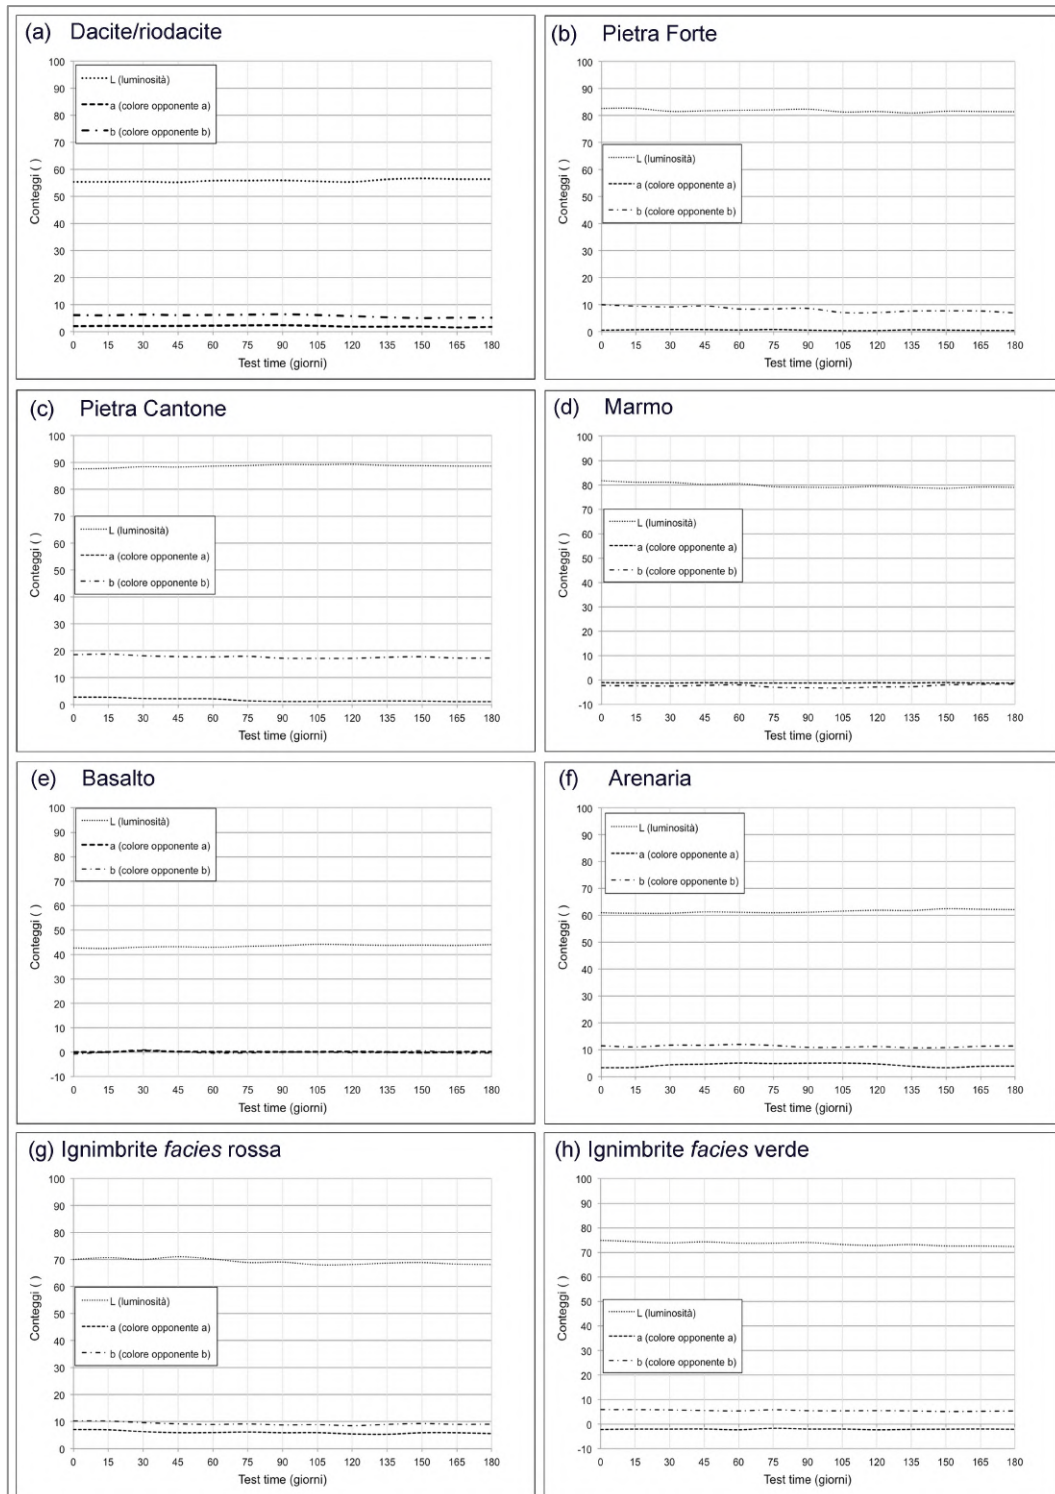 (a) Dacite/riodacite
100
90
80
70
60
50
40
30
20
10
0
Conteggi ( )
L (luminosità)
a (colore opponente a)
b (colore opponente b)
0 15 30 45 60 75 90 105 120 135 150 165 180
Test time (giorni)
(b) Pietra Forte
100
90
80
70
60
50
40
30
20
10
0
Conteggi ( )
L (luminosità)
a (colore opponente a)
b (colore opponente b)
0 15 30 45 60 75 90 105 120 135 150 165 180
Test time (giorni)
(c) Pietra Cantone
100
90
80
70
60
50
40
30
20
10
0
Conteggi ( )
L (luminosità)
a (colore opponente a)
b (colore opponente b)
0 15 30 45 60 75 90 105 120 135 150 165 180
Test time (giorni)
(d) Marmo
100
90
80
70
60
50
40
30
20
10
0
-10
Conteggi ( )
L (luminosità)
a (colore opponente a)
b (colore opponente b)
0 15 30 45 60 75 90 105 120 135 150 165 180
Test time (giorni)
(e) Basalto
100
90
80
70
60
50
40
30
20
10
0
-10
Conteggi ( )
L (luminosità)
a (colore opponente a)
b (colore opponente b)
0 15 30 45 60 75 90 105 120 135 150 165 180
Test time (giorni)
(f) Arenaria
100
90
80
70
60
50
40
30
20
10
0
Conteggi ( )
L (luminosità)
a (colore opponente a)
b (colore opponente b)
0 15 30 45 60 75 90 105 120 135 150 165 180
Test time (giorni)
(g) Ignimbrite facies rossa
100
90
80
70
60
50
40
30
20
10
0
Conteggi ( )
L (luminosità)
a (colore opponente a)
b (colore opponente b)
0 15 30 45 60 75 90 105 120 135 150 165 180
Test time (giorni)
(h) Ignimbrite facies verde
100
90
80
70
60
50
40
30
20
10
0
-10
Conteggi ( )
L (luminosità)
a (colore opponente a)
b (colore opponente b)
0 15 30 45 60 75 90 105 120 135 150 165 180
Test time (giorni)